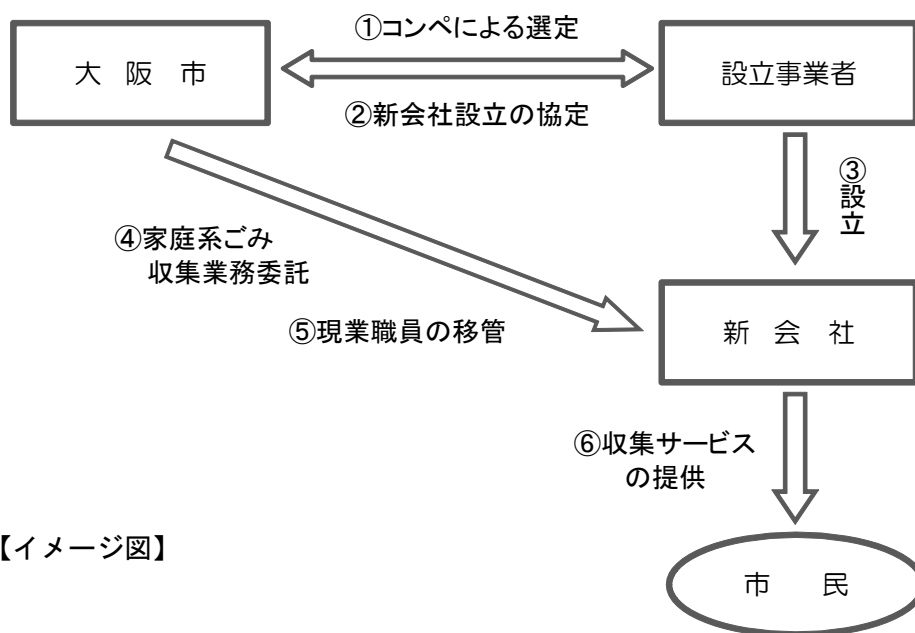 ①コンペによる選定
大 阪 市
設立事業者
②新会社設立の協定
③設立
④家庭系ごみ
収集業務委託
⑤現業職員の移管
新 会 社
⑥収集サービス
の提供
【イメージ図】
市 民